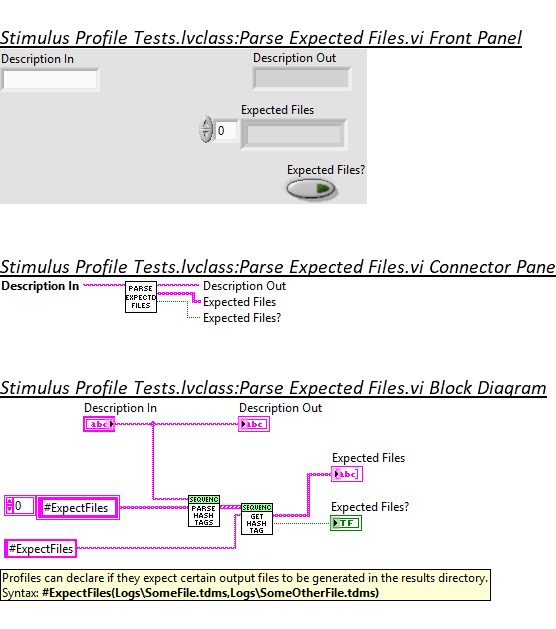 Stimulus Profile Tests.lvclass:Parse Expected Files.vi Front Panel
Description In
Description Out
Expected Files
0
Expected Files?
Stimulus Profile Tests.lvclass:Parse Expected Files.vi Connector Pane
Description In
PARSE
EXPECTD
FILES
Description Out
Expected Files
Expected Files?
Stimulus Profile Tests.lvclass:Parse Expected Files.vi Block Diagram
Description In
Description Out
abc
abc
Expected Files
abc
0
#ExpectFiles
SEQUENC
PARSE
HASH
TAGS
SEQUENC
GET
HASH
TAG
Expected Files?
TF
#ExpectFiles
Profiles can declare if they expect certain output files to be generated in the results directory.
Syntax: #ExpectFiles(Logs\SomeFile.tdms,Logs\SomeOtherFile.tdms)